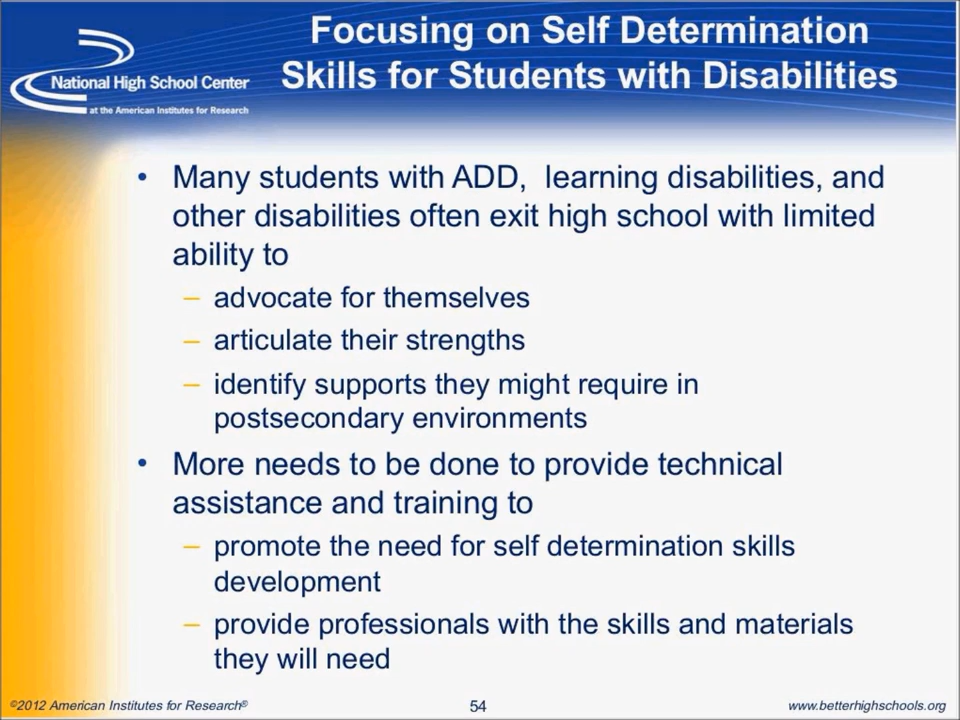 Focusing on Self Determination
Skills for Students with Disabilities
National High School Center
at the American Institutes for Research
• Many students with ADD,  learning disabilities, and
other disabilities often exit high school with limited
ability to
– advocate for themselves
– articulate their strengths
– identify supports they might require in
postsecondary environments
• More needs to be done to provide technical
assistance and training to
– promote the need for self determination skills
development
– provide professionals with the skills and materials
they will need
©2012 American Institutes for Research®
54
www.betterhighschools.org